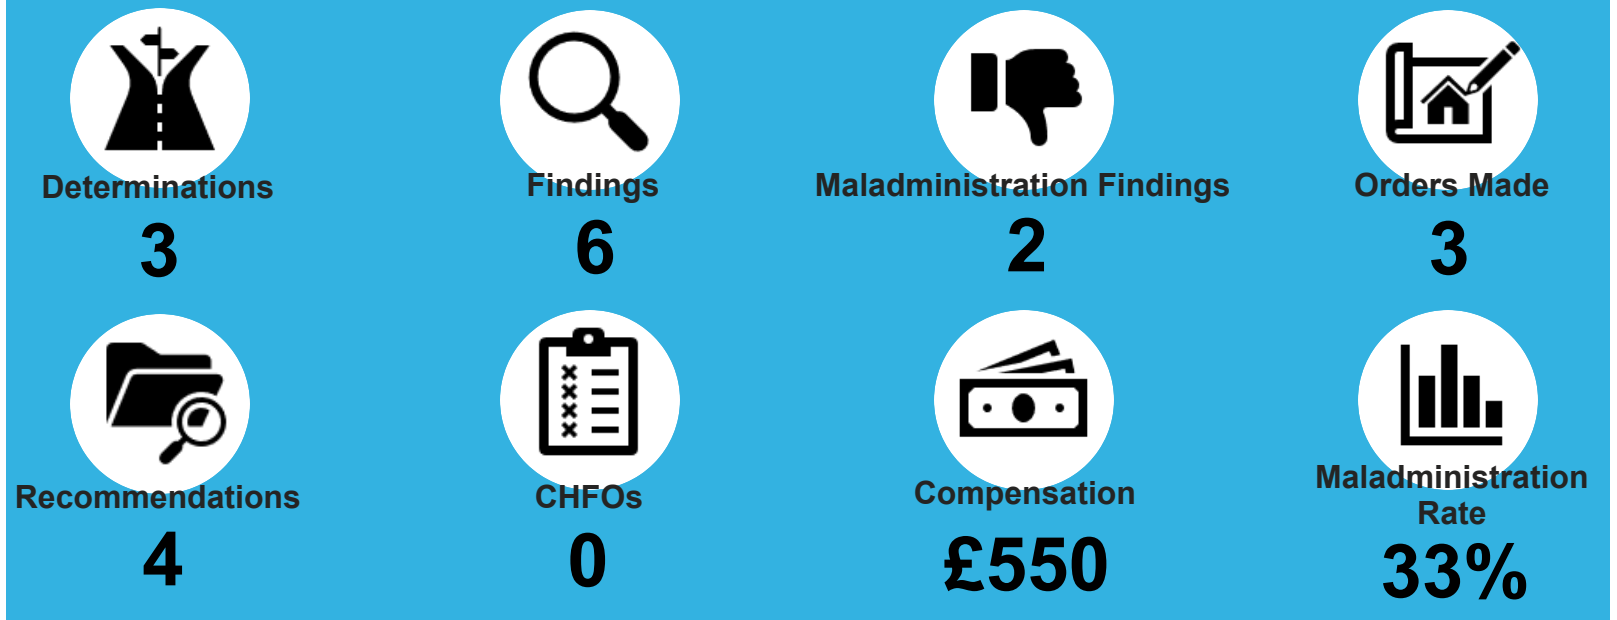 Determinations
3
Findings
6
Maladministration Findings
2
Orders Made
3
Recommendations
4
CHFOs
0
Compensation
£550
Maladministration
Rate
33%